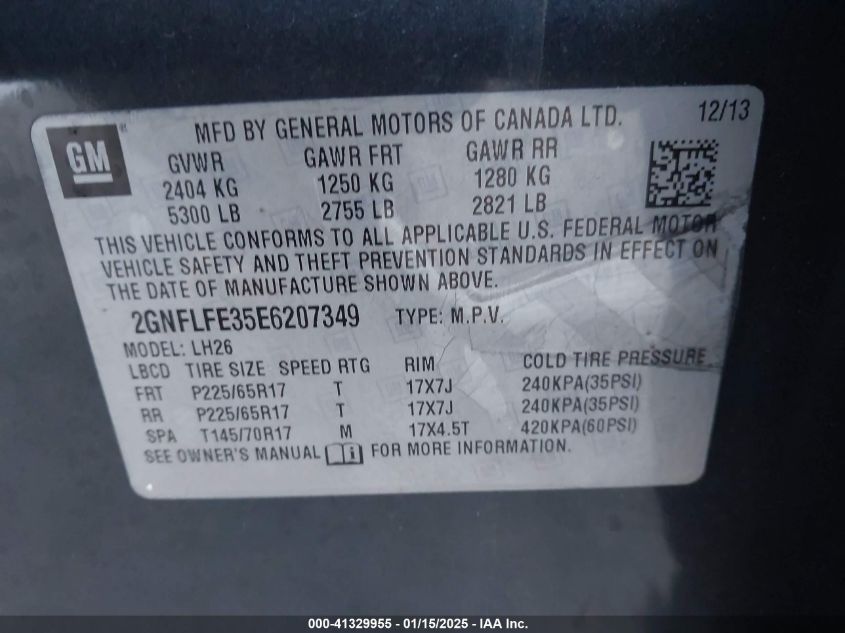 GM
MFD BY GENERAL MOTORS OF CANADA LTD. 12/13
GVWR GAWR FRT GAWR RR
2404 KG 1250 KG 1280 KG
5300 LB 2755 LB 2821 LB
THIS VEHICLE CONFORMS TO ALL APPLICABLE U.S. FEDERAL MOTOR
VEHICLE SAFETY AND THEFT PREVENTION STANDARDS IN EFFECT ON
THE DATE OF MANUFACTURE SHOWN ABOVE.
2GNFLFE35E6207349 TYPE: M.P.V.
MODEL: LH26
LBCD TIRE SIZE SPEED RTG RIM COLD TIRE PRESSURE
FRT P225/65R17 T 17X7J 240KPA(35PSI)
RR P225/65R17 T 17X7J 240KPA(35PSI)
SPA T145/70R17 M 17X4.5T 420KPA(60PSI)
SEE OWNER'S MANUAL FOR MORE INFORMATION.
000-41329955 - 01/15/2025 - IAA Inc.